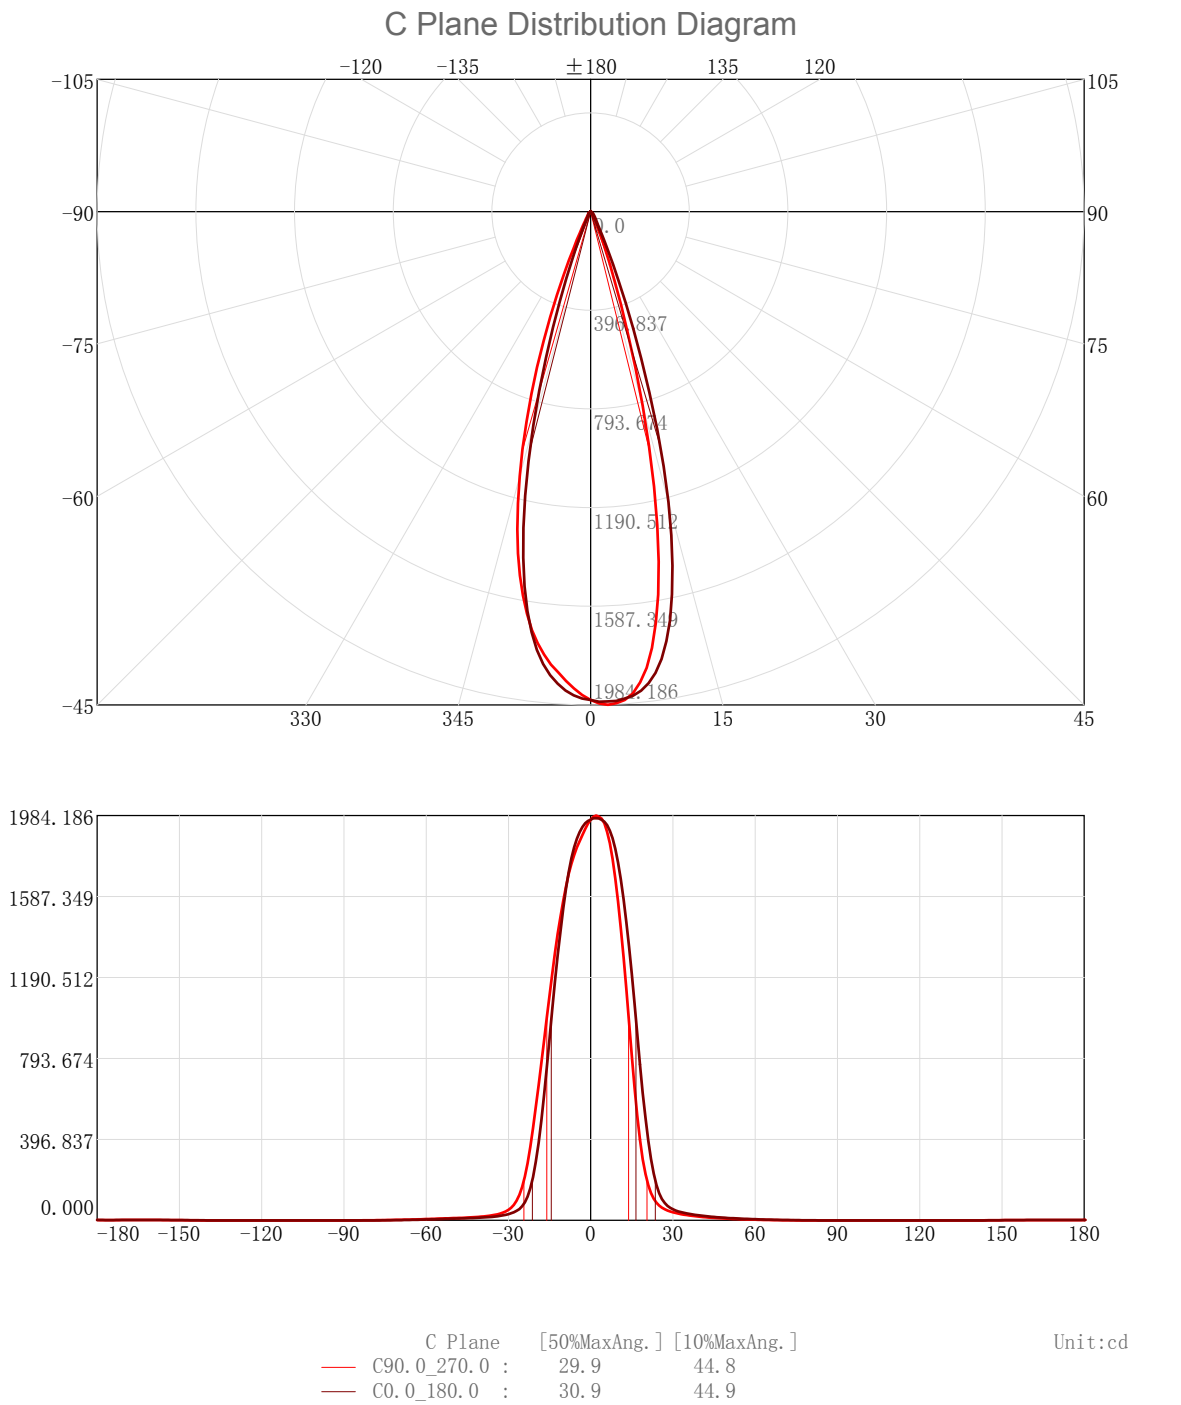 C Plane Distribution Diagram
-120 -135 ±180 135 120
-105 105
-90 90
0.0
396.837
-75 75
793.674
-60 60
1190.512
1587.349
1984.186
-45
330 345 0 15 30 45
1984.186
1587.349
1190.512
793.674
396.837
0.000
-180 -150 -120 -90 -60 -30 0 30 60 90 120 150 180
C Plane [50%MaxAng.] [10%MaxAng.] Unit:cd
C90.0_270.0 : 29.9 44.8
C0.0_180.0 : 30.9 44.9